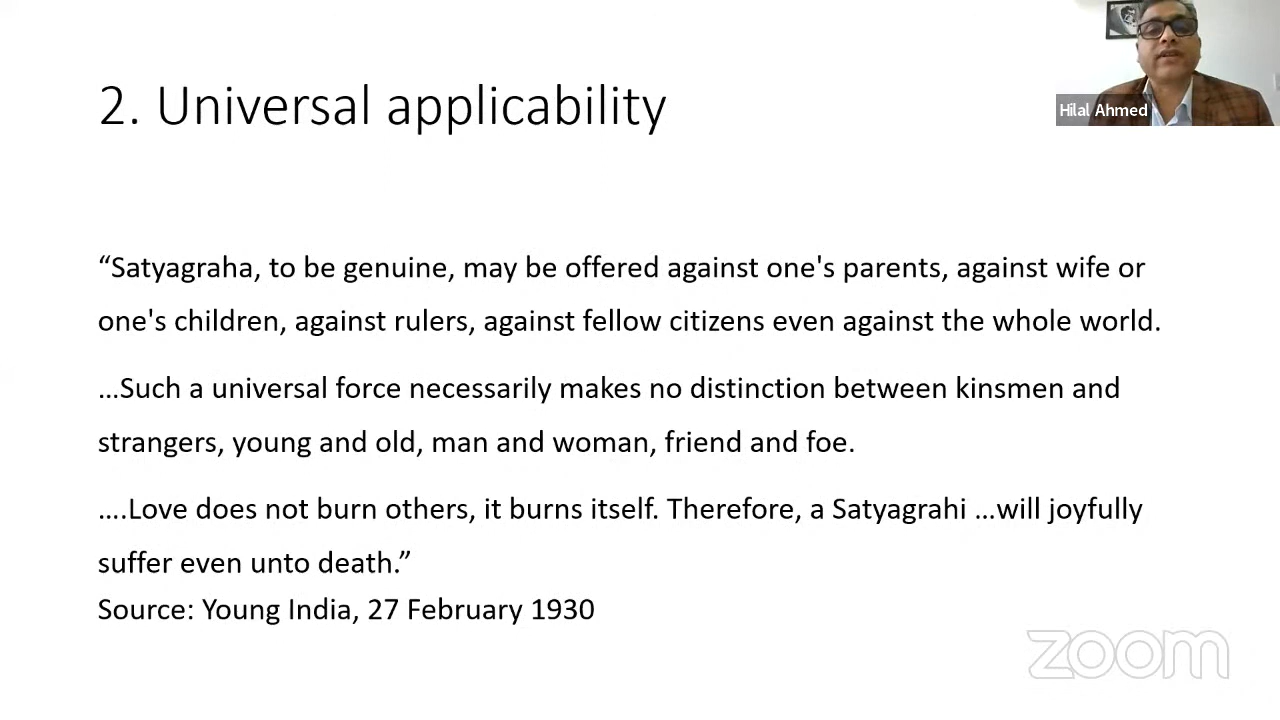 2. Universal applicability
Hilal Ahmed
“Satyagraha, to be genuine, may be offered against one's parents, against wife or
one's children, against rulers, against fellow citizens even against the whole world.
…Such a universal force necessarily makes no distinction between kinsmen and
strangers, young and old, man and woman, friend and foe.
….Love does not burn others, it burns itself. Therefore, a Satyagrahi …will joyfully
suffer even unto death.”
Source: Young India, 27 February 1930
zoom